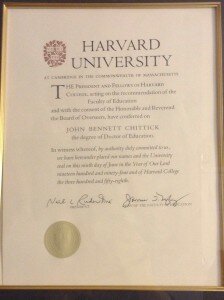 HARVARD
UNIVERSITY
AT CAMBRIDGE IN THE COMMONWEALTH OF MASSACHUSETTS
THE PRESIDENT AND FELLOWS OF HARVARD
COLLEGE, acting on the recommendation of the
Faculty of Education
and with the consent of the Honorable and Reverend
the Board of Overseers, have conferred on
JOHN BENNETT CHITTICK
the degree of Doctor of Education.
In witness whereof, by authority duly committed to us,
we have hereunder placed our names and the University
seal on this ninth day of June in the Year of Our Lord
nineteen hundred and ninety-four and of Harvard College
the three hundred and fifty-eighth.
PRESIDENT